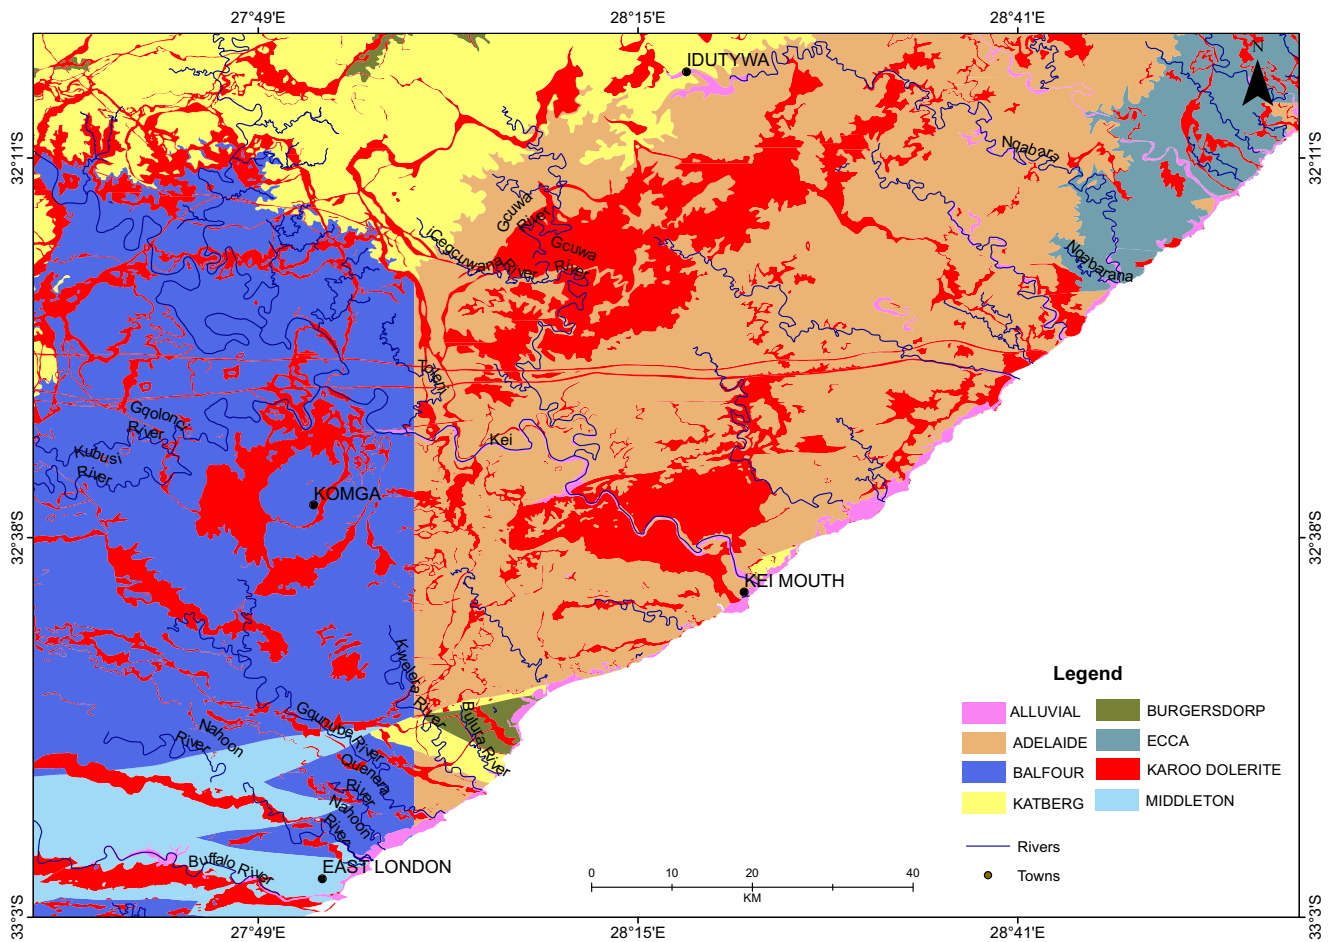 27°49'E
28°15'E
28°41'E
N
IDUTYWA
32°11'S
32°11'S
Nqabara
Gcuwa
River
iCegcuwana River
Gcuwa
River
Nqabarana
Toleni
Gqolonci
River
Kei
Kubusi
River
KOMGA
32°38'S
32°38'S
KEI MOUTH
Kwelera River
Legend
Bulura River
Gqunube River
Nahoon
River
Quenera
River
Nahoon
River
ALLUVIAL
BURGERSDORP
ADELAIDE
ECCA
BALFOUR
KAROO DOLERITE
KATBERG
MIDDLETON
Rivers
Towns
Buffalo River
EAST LONDON
0 10 20 40
KM
33°3'S
33°3'S
27°49'E
28°15'E
28°41'E